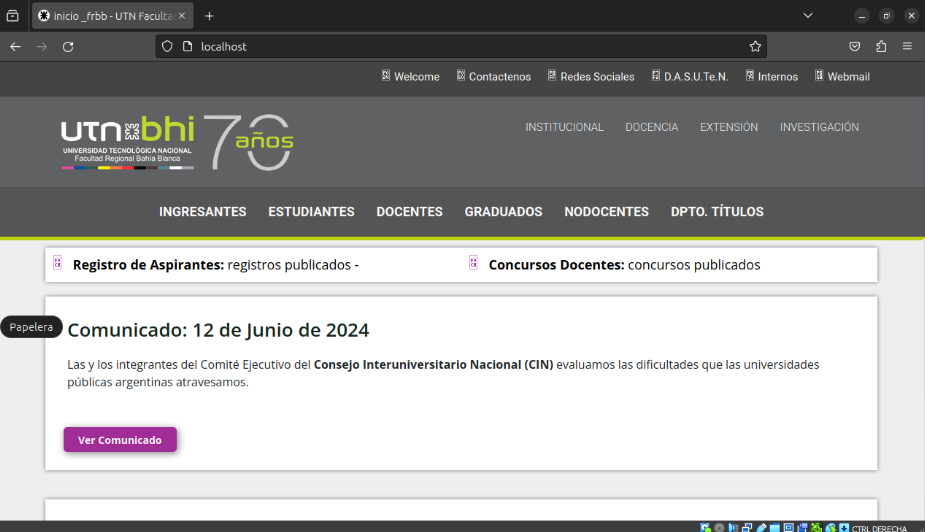 inicio _frbb - UTN Faculta
localhost
Welcome Contactenos Redes Sociales D.A.S.U.Te.N. Internos Webmail
utn bhi 70 años
UNIVERSIDAD TECNOLÓGICA NACIONAL
Facultad Regional Bahía Blanca
INSTITUCIONAL DOCENCIA EXTENSIÓN INVESTIGACIÓN
INGRESANTES ESTUDIANTES DOCENTES GRADUADOS NODOCENTES DPTO. TÍTULOS
Registro de Aspirantes: registros publicados - Concursos Docentes: concursos publicados
Papelera
Comunicado: 12 de Junio de 2024
Las y los integrantes del Comité Ejecutivo del Consejo Interuniversitario Nacional (CIN) evaluamos las dificultades que las universidades
públicas argentinas atravesamos.
Ver Comunicado
CTRL DERECHA